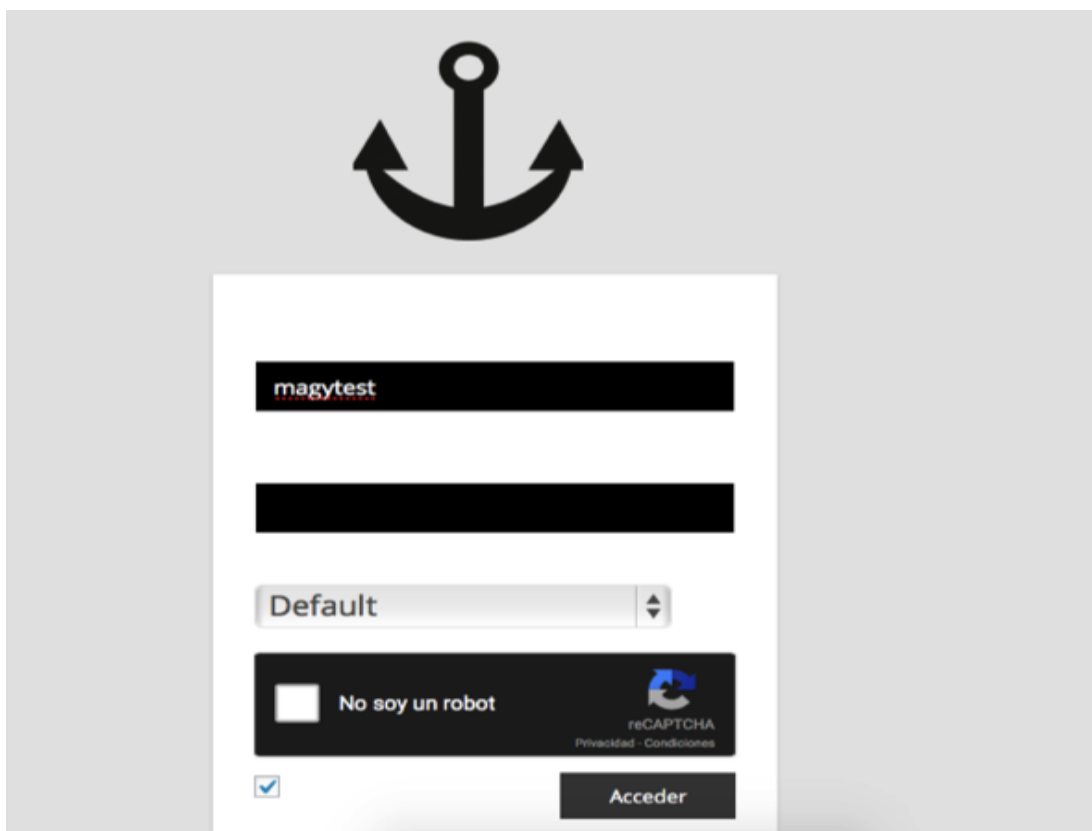 magytest
Default
No soy un robot
reCAPTCHA
Privacidad - Condiciones
Acceder